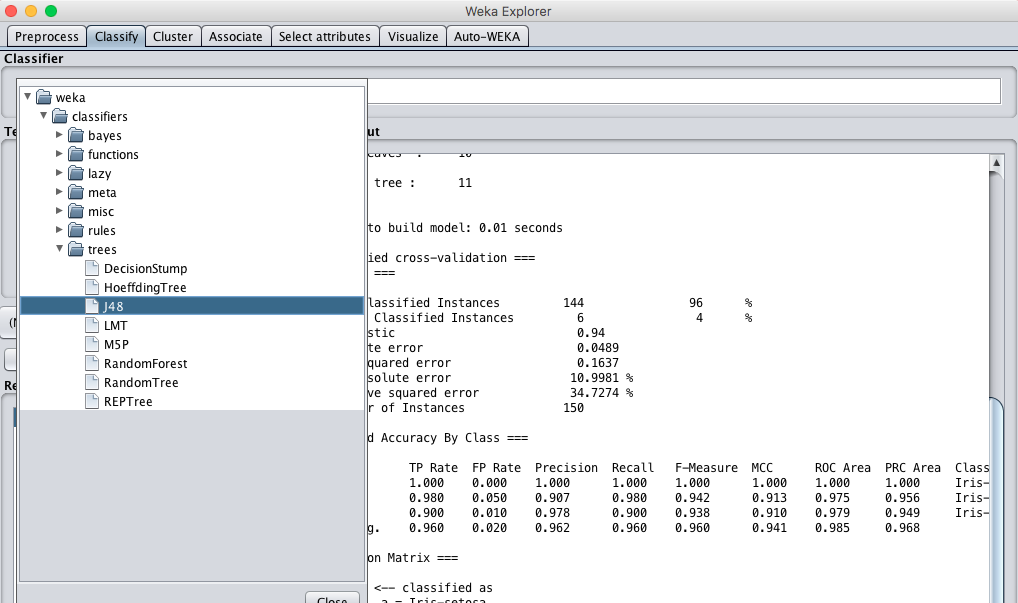 Weka Explorer
Preprocess Classify Cluster Associate Select attributes Visualize Auto-WEKA
Classifier
weka
classifiers
bayes
functions
lazy
meta
misc
rules
trees
DecisionStump
HoeffdingTree
J48
LMT
M5P
RandomForest
RandomTree
REPTree
Close
Te
Re
ut
eaves : 10
tree : 11
to build model: 0.01 seconds
ied cross-validation ===
===
lassified Instances 144 96 %
Classified Instances 6 4 %
stic 0.94
te error 0.0489
quared error 0.1637
solute error 10.9981 %
ve squared error 34.7274 %
r of Instances 150
d Accuracy By Class ===
TP Rate FP Rate Precision Recall F-Measure MCC ROC Area PRC Area Class
1.000 0.000 1.000 1.000 1.000 1.000 1.000 1.000 Iris-
0.980 0.050 0.907 0.980 0.942 0.913 0.975 0.956 Iris-
0.900 0.010 0.978 0.900 0.938 0.910 0.979 0.949 Iris-
g. 0.960 0.020 0.962 0.960 0.960 0.941 0.985 0.968
on Matrix ===
<-- classified as
a = Iris-setosa